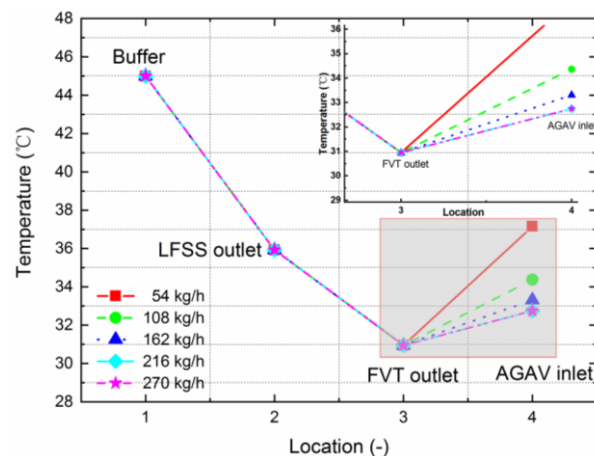 48
46
44
42
40
38
36
34
32
30
28
Temperature (℃)
1
2
3
4
Location (-)
Buffer
LFSS outlet
FVT outlet
AGAV inlet
54 kg/h
108 kg/h
162 kg/h
216 kg/h
270 kg/h
36
35
34
33
32
31
30
29
Temperature (℃)
3
4
Location
FVT outlet
AGAV inlet